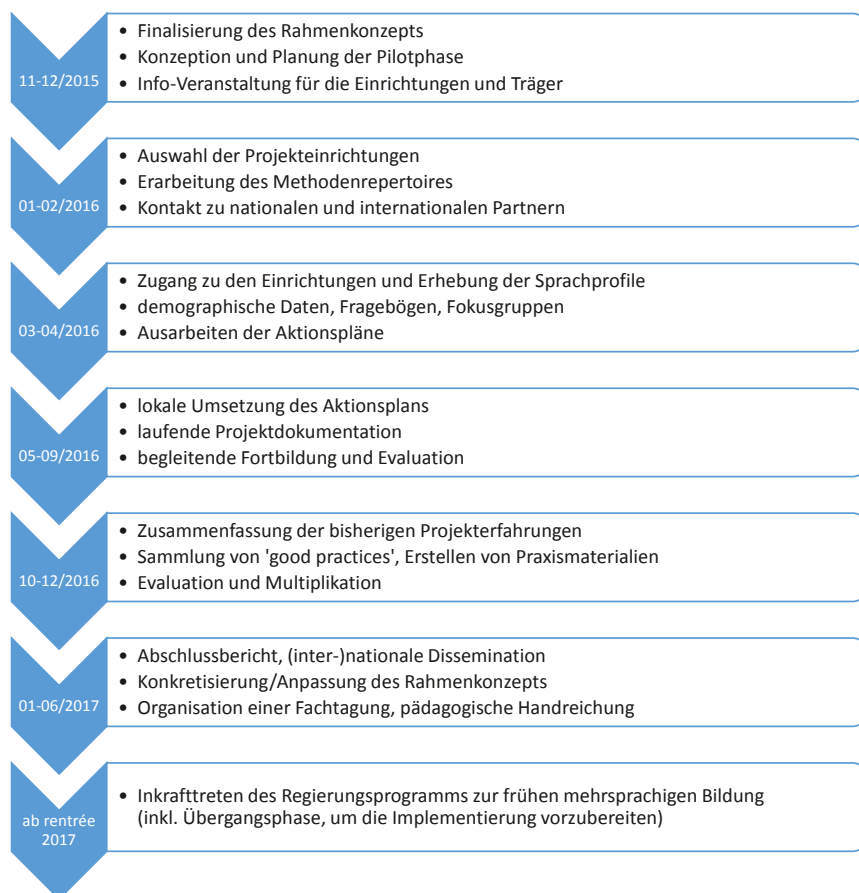 11-12/2015
• Finalisierung des Rahmenkonzepts
• Konzeption und Planung der Pilotphase
• Info-Veranstaltung für die Einrichtungen und Träger
01-02/2016
• Auswahl der Projekteinrichtungen
• Erarbeitung des Methodenrepertoires
• Kontakt zu nationalen und internationalen Partnern
03-04/2016
• Zugang zu den Einrichtungen und Erhebung der Sprachprofile
• demographische Daten, Fragebögen, Fokusgruppen
• Ausarbeiten der Aktionspläne
05-09/2016
• lokale Umsetzung des Aktionsplans
• laufende Projektdokumentation
• begleitende Fortbildung und Evaluation
10-12/2016
• Zusammenfassung der bisherigen Projekterfahrungen
• Sammlung von 'good practices', Erstellen von Praxismaterialien
• Evaluation und Multiplikation
01-06/2017
• Abschlussbericht, (inter-)nationale Dissemination
• Konkretisierung/Anpassung des Rahmenkonzepts
• Organisation einer Fachtagung, pädagogische Handreichung
ab rentrée
2017
• Inkrafttreten des Regierungsprogramms zur frühen mehrsprachigen Bildung
(inkl. Übergangsphase, um die Implementierung vorzubereiten)